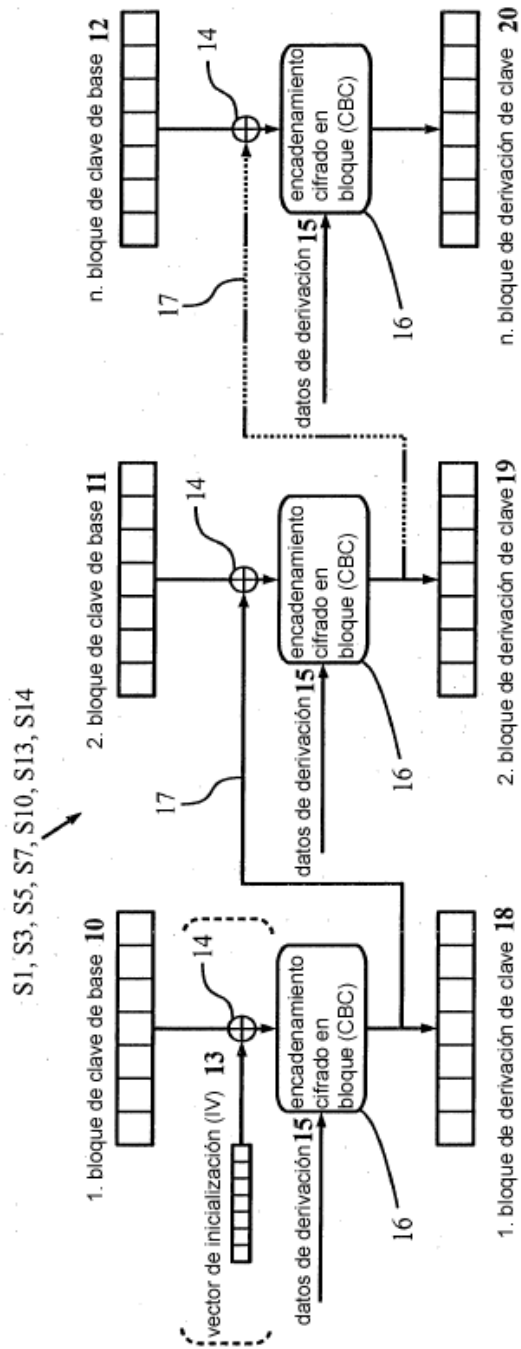 S1, S3, S5, S7, S10, S13, S14
1. bloque de clave de base 10
2. bloque de clave de base 11
n. bloque de clave de base 12
vector de inicialización (IV) 13
14
17
14
17
14
datos de derivación 15
encadenamiento
cifrado en
bloque (CBC)
16
datos de derivación 15
encadenamiento
cifrado en
bloque (CBC)
16
datos de derivación 15
encadenamiento
cifrado en
bloque (CBC)
16
1. bloque de derivación de clave 18
2. bloque de derivación de clave 19
n. bloque de derivación de clave 20